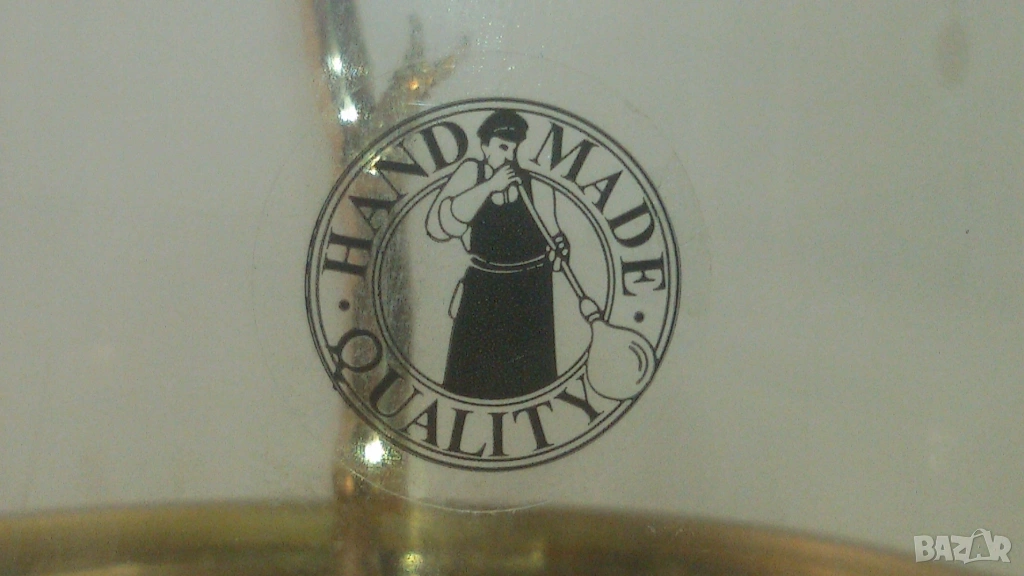 HAND MADE
· QUALITY ·
BAZAR